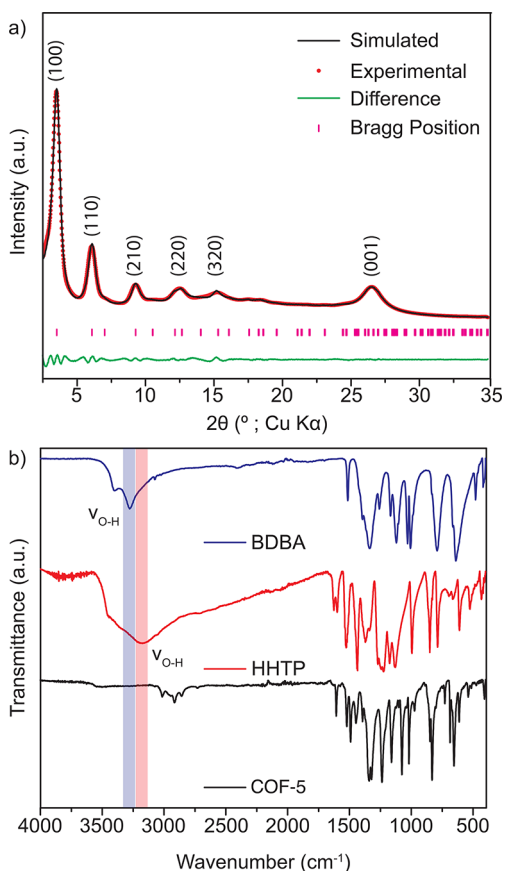 a)
Simulated
Experimental
Difference
Bragg Position
(100)
(110)
(210)
(220)
(320)
(001)
Intensity (a.u.)
5
10
15
20
25
30
35
2θ (º ; Cu Kα)
b)
νO-H
BDBA
HHTP
νO-H
COF-5
Transmittance (a.u.)
4000
3500
3000
2500
2000
1500
1000
500
Wavenumber (cm-1)